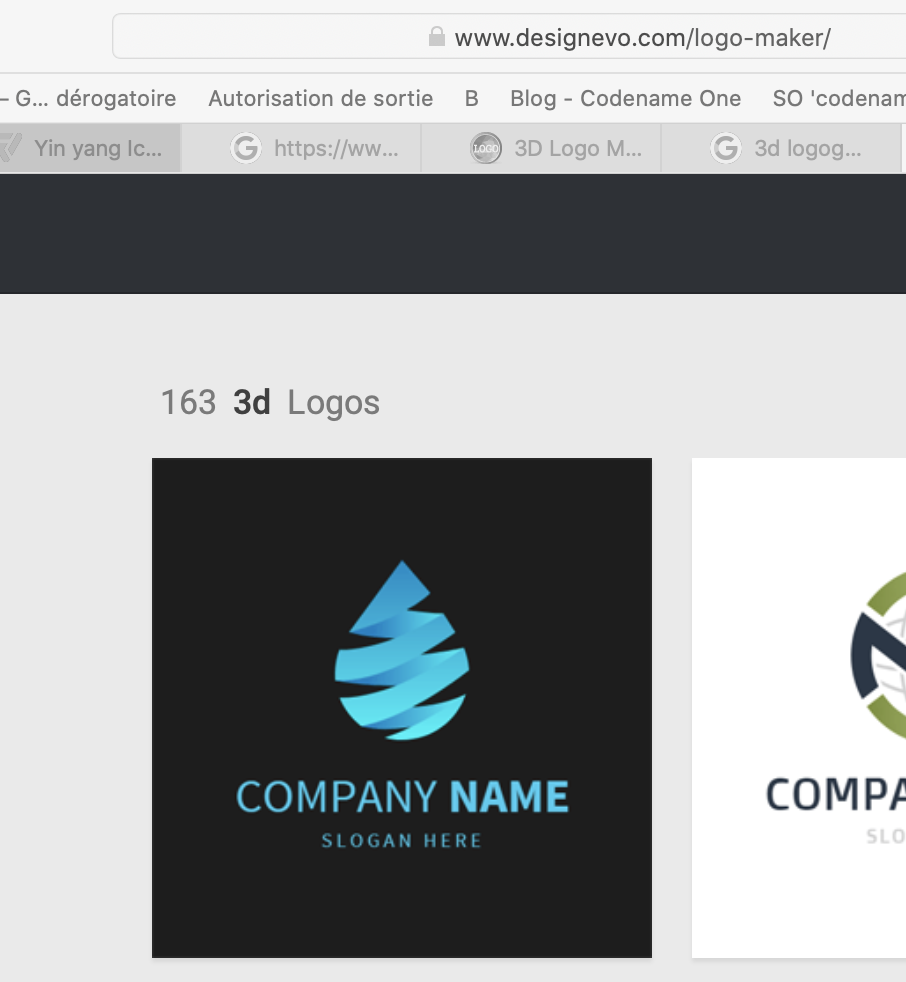 www.designevo.com/logo-maker/
– G... dérogatoire Autorisation de sortie B Blog - Codename One SO 'codenam
Yin yang Ic... https://ww... 3D Logo M... 3d logog...
LOGO
163 3d Logos
COMPANY NAME
SLOGAN HERE
COMPA
SLO